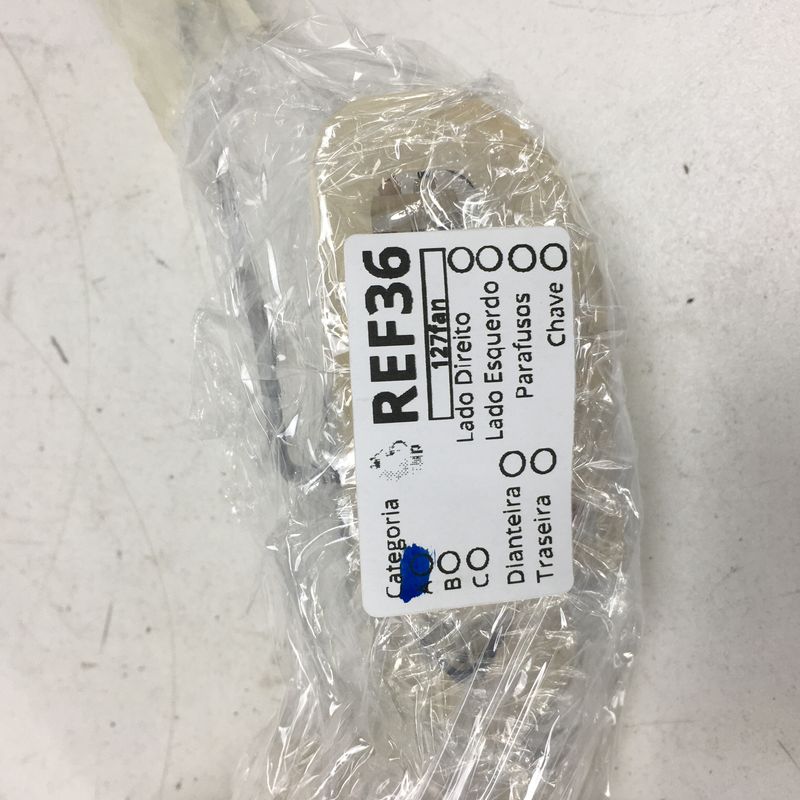 REF36
127fan
Lado Direito
Lado Esquerdo
Parafusos
Chave
Categoria
A
B
C
Dianteira
Traseira